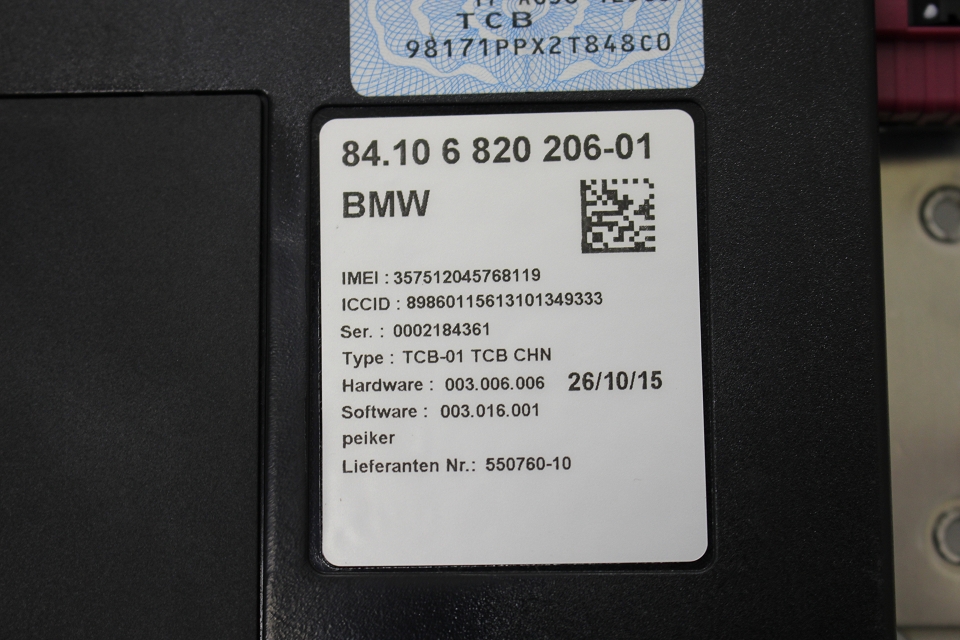 TCB
98171PPX2T848C0
84.10 6 820 206-01
BMW
IMEI : 357512045768119
ICCID : 89860115613101349333
Ser. : 0002184361
Type : TCB-01 TCB CHN
Hardware : 003.006.006 26/10/15
Software : 003.016.001
peiker
Lieferanten Nr.: 550760-10